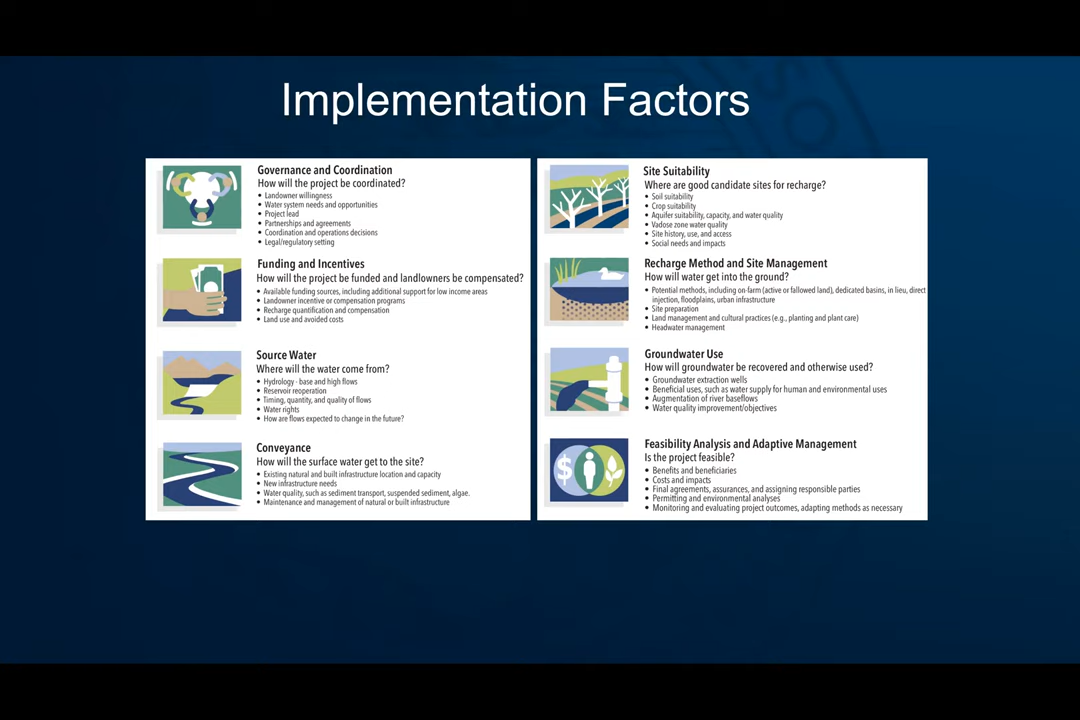 Implementation Factors
Governance and Coordination
How will the project be coordinated?
• Landowner willingness
• Water system needs and opportunities
• Project lead
• Partnerships and agreements
• Coordination and operations decisions
• Legal/regulatory setting
Funding and Incentives
How will the project be funded and landowners be compensated?
• Available funding sources, including additional support for low income areas
• Landowner incentive or compensation programs
• Recharge quantification and compensation
• Land use and avoided costs
Source Water
Where will the water come from?
• Hydrology - base and high flows
• Reservoir reoperation
• Timing, quantity, and quality of flows
• Water rights
• How are flows expected to change in the future?
Conveyance
How will the surface water get to the site?
• Existing natural and built infrastructure location and capacity
• New infrastructure needs
• Water quality, such as sediment transport, suspended sediment, algae.
• Maintenance and management of natural or built infrastructure
Site Suitability
Where are good candidate sites for recharge?
• Soil suitability
• Crop suitability
• Aquifer suitability, capacity, and water quality
• Vadose zone water quality
• Site history, use, and access
• Social needs and impacts
Recharge Method and Site Management
How will water get into the ground?
• Potential methods, including on-farm (active or fallowed land), dedicated basins, in lieu, direct
injection, floodplains, urban infrastructure
• Site preparation
• Land management and cultural practices (e.g., planting and plant care)
• Headwater management
Groundwater Use
How will groundwater be recovered and otherwise used?
• Groundwater extraction wells
• Beneficial uses, such as water supply for human and environmental uses
• Augmentation of river baseflows
• Water quality improvement/objectives
Feasibility Analysis and Adaptive Management
Is the project feasible?
• Benefits and beneficiaries
• Costs and impacts
• Final agreements, assurances, and assigning responsible parties
• Permitting and environmental analyses
• Monitoring and evaluating project outcomes, adapting methods as necessary
$